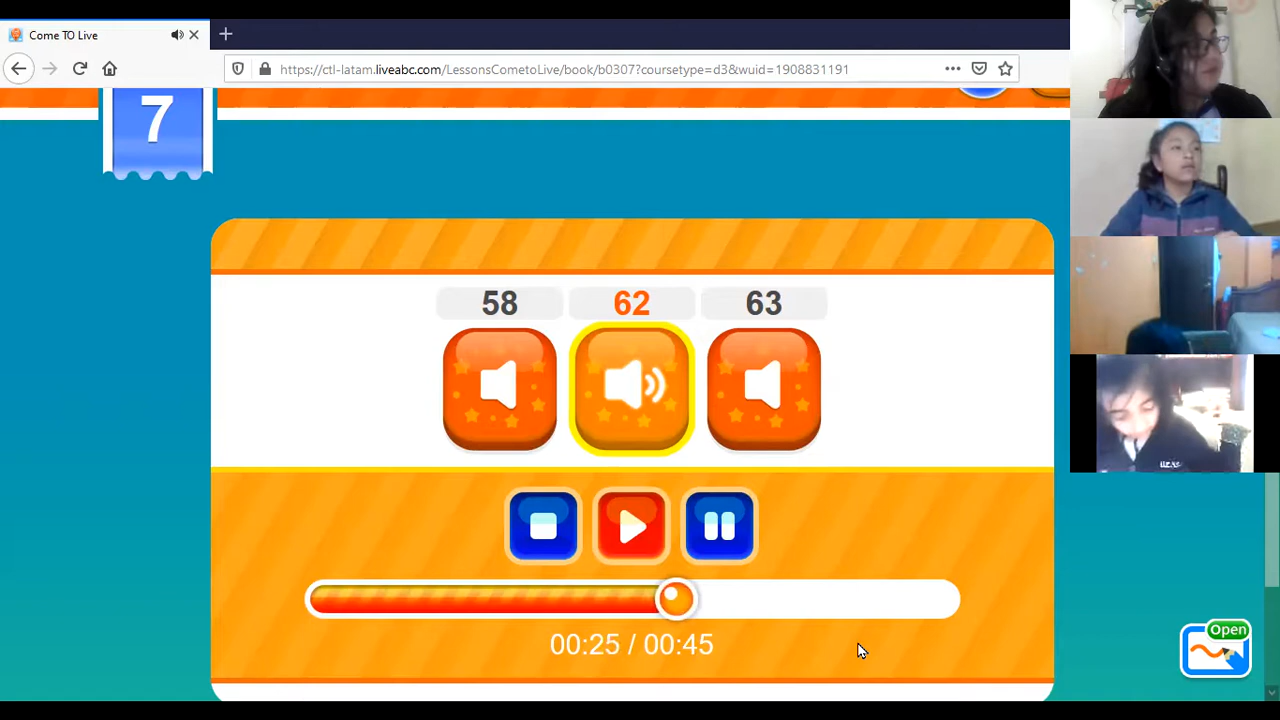 Come TO Live
https://ctl-latam.liveabc.com/LessonsCometoLive/book/b0307?coursetype=d3&wuid=1908831191
7
58 62 63
00:25 / 00:45
Open